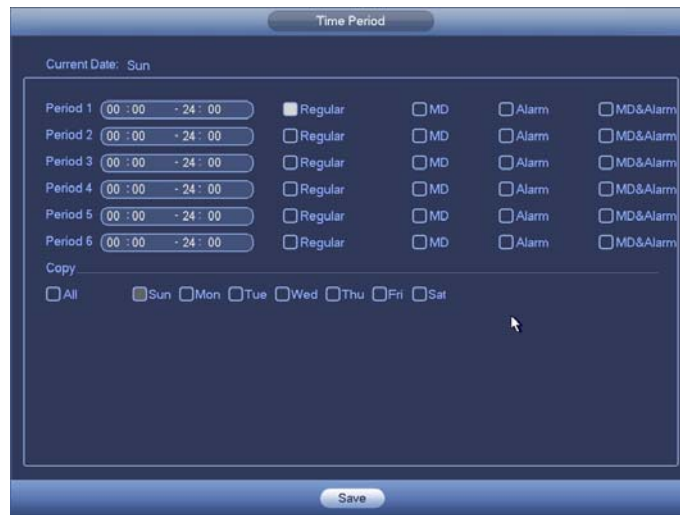 Time Period
Current Date: Sun
Period 1 00 :00 - 24 : 00 Regular MD Alarm MD&Alarm
Period 2 00 :00 - 24 : 00 Regular MD Alarm MD&Alarm
Period 3 00 :00 - 24 : 00 Regular MD Alarm MD&Alarm
Period 4 00 :00 - 24 : 00 Regular MD Alarm MD&Alarm
Period 5 00 :00 - 24 : 00 Regular MD Alarm MD&Alarm
Period 6 00 :00 - 24 : 00 Regular MD Alarm MD&Alarm
Copy
All Sun Mon Tue Wed Thu Fri Sat
Save